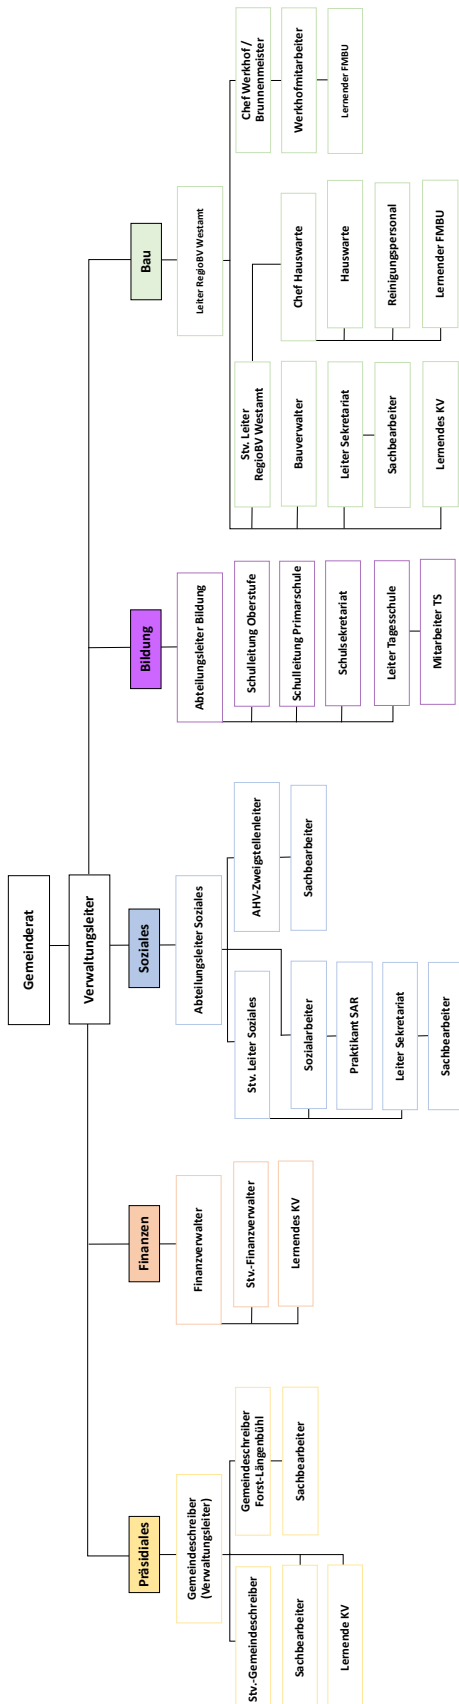 Gemeinderat
Verwaltungsleiter
Präsidiales
Gemeindeschreiber
(Verwaltungsleiter)
Stv.-Gemeindeschreiber
Sachbearbeiter
Lernende KV
Gemeindeschreiber
Forst-Längenbühl
Sachbearbeiter
Finanzen
Finanzverwalter
Stv.-Finanzverwalter
Lernendes KV
Soziales
Abteilungsleiter Soziales
Stv. Leiter Soziales
Sozialarbeiter
Praktikant SAR
Leiter Sekretariat
Sachbearbeiter
AHV-Zweigstellenleiter
Sachbearbeiter
Bildung
Abteilungsleiter Bildung
Schulleitung Oberstufe
Schulleitung Primarschule
Schulsekretariat
Leiter Tagesschule
Mitarbeiter TS
Bau
Leiter RegioBV Westamt
Stv. Leiter
RegioBV Westamt
Bauverwalter
Leiter Sekretariat
Sachbearbeiter
Lernendes KV
Chef Hauswarte
Hauswarte
Reinigungspersonal
Lernender FMBU
Chef Werkhof /
Brunnenmeister
Werkhofmitarbeiter
Lernender FMBU